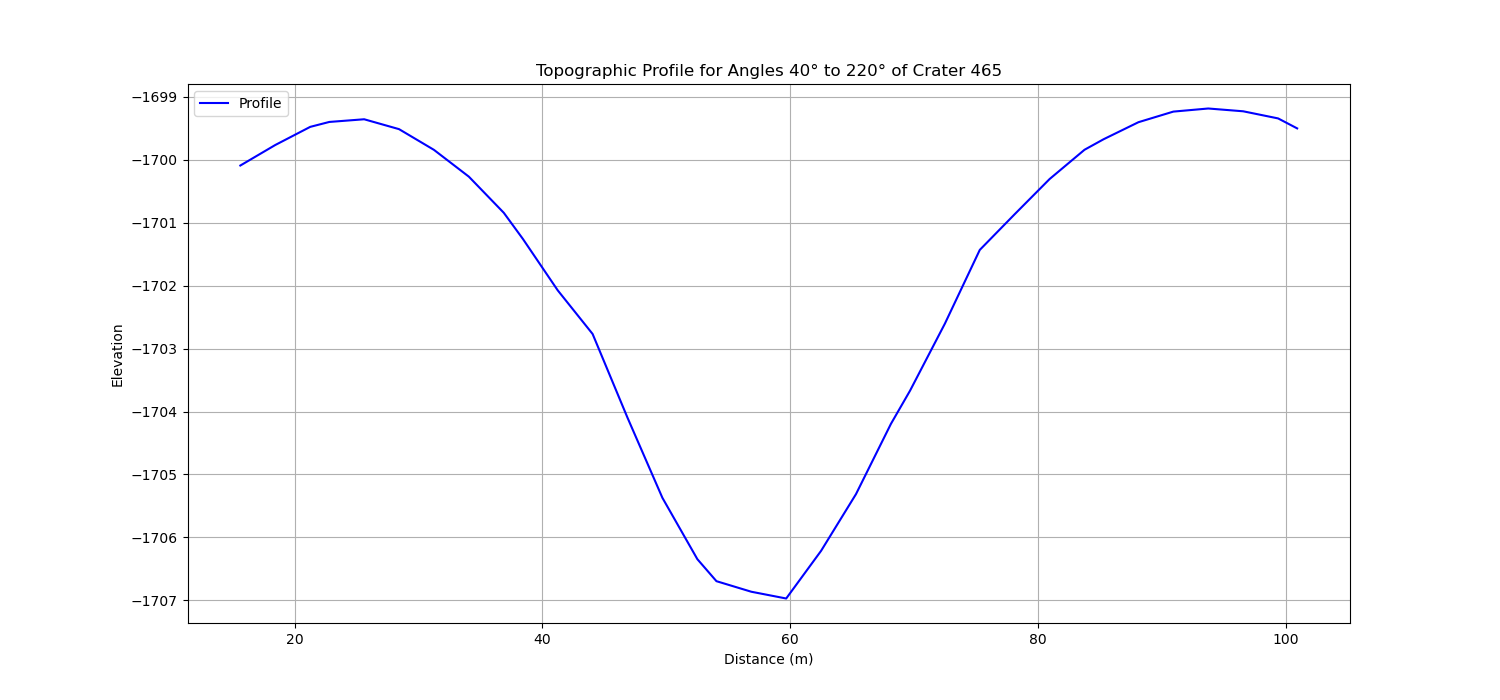 Topographic Profile for Angles 40° to 220° of Crater 465
Profile
−1699
−1700
−1701
−1702
−1703
−1704
−1705
−1706
−1707
Elevation
20 40 60 80 100
Distance (m)